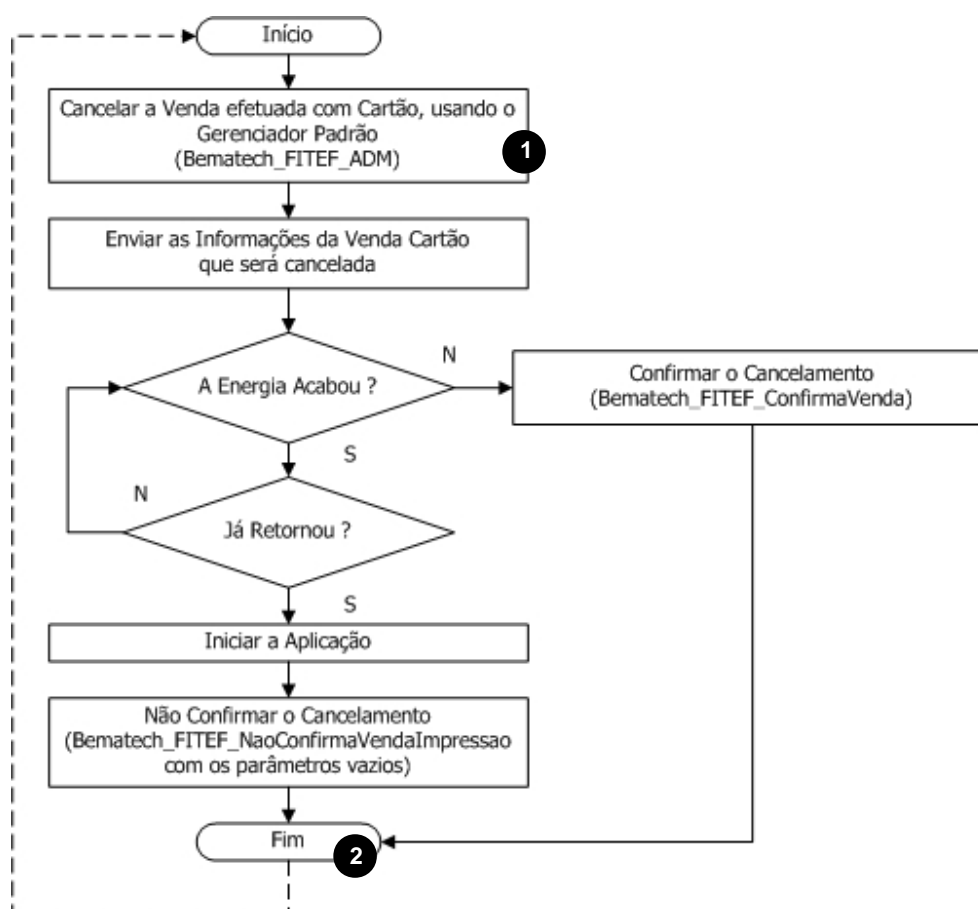 Início
Cancelar a Venda efetuada com Cartão, usando o
Gerenciador Padrão
(Bematech_FITEF_ADM)
1
Enviar as Informações da Venda Cartão
que será cancelada
A Energia Acabou ?
N
Confirmar o Cancelamento
(Bematech_FITEF_ConfirmaVenda)
S
N
Já Retornou ?
S
Iniciar a Aplicação
Não Confirmar o Cancelamento
(Bematech_FITEF_NaoConfirmaVendaImpressao
com os parâmetros vazios)
Fim
2